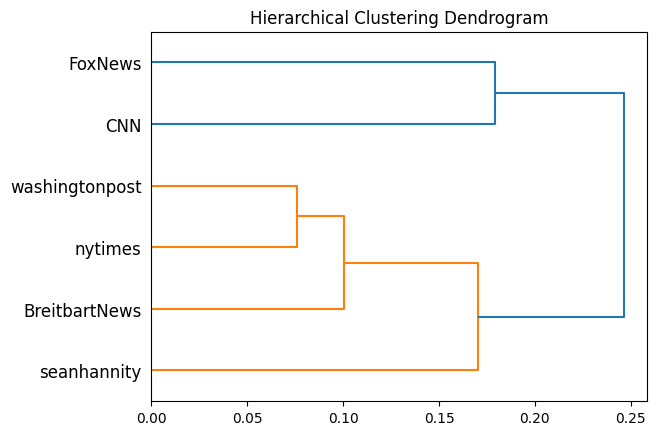 Hierarchical Clustering Dendrogram
FoxNews
CNN
washingtonpost
nytimes
BreitbartNews
seanhannity
0.00 0.05 0.10 0.15 0.20 0.25